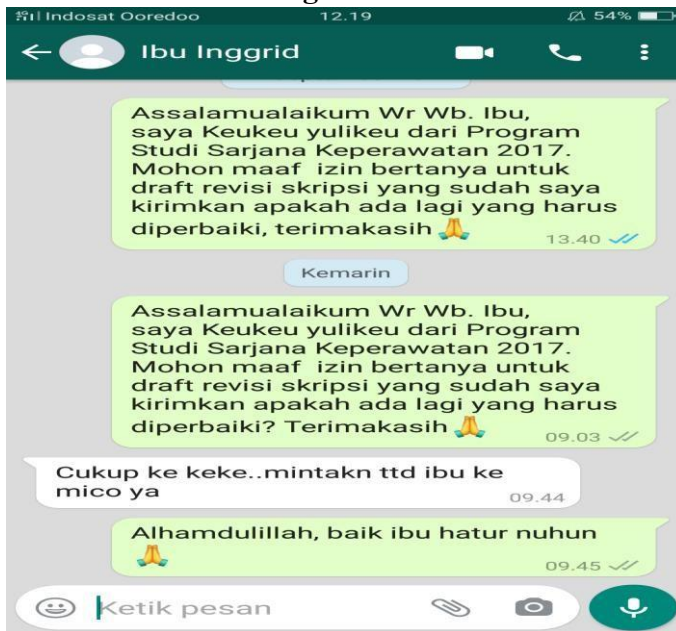 Indosat Ooredoo 12.19 54%
Ibu Inggrid
Assalamualaikum Wr Wb. Ibu,
saya Keukeu yulikeu dari Program
Studi Sarjana Keperawatan 2017.
Mohon maaf izin bertanya untuk
draft revisi skripsi yang sudah saya
kirimkan apakah ada lagi yang harus
diperbaiki, terimakasih 🙏
13.40
Kemarin
Assalamualaikum Wr Wb. Ibu,
saya Keukeu yulikeu dari Program
Studi Sarjana Keperawatan 2017.
Mohon maaf izin bertanya untuk
draft revisi skripsi yang sudah saya
kirimkan apakah ada lagi yang harus
diperbaiki? Terimakasih 🙏
09.03
Cukup ke keke..mintakn ttd ibu ke
mico ya
09.44
Alhamdulillah, baik ibu hatur nuhun
🙏
09.45
Ketik pesan